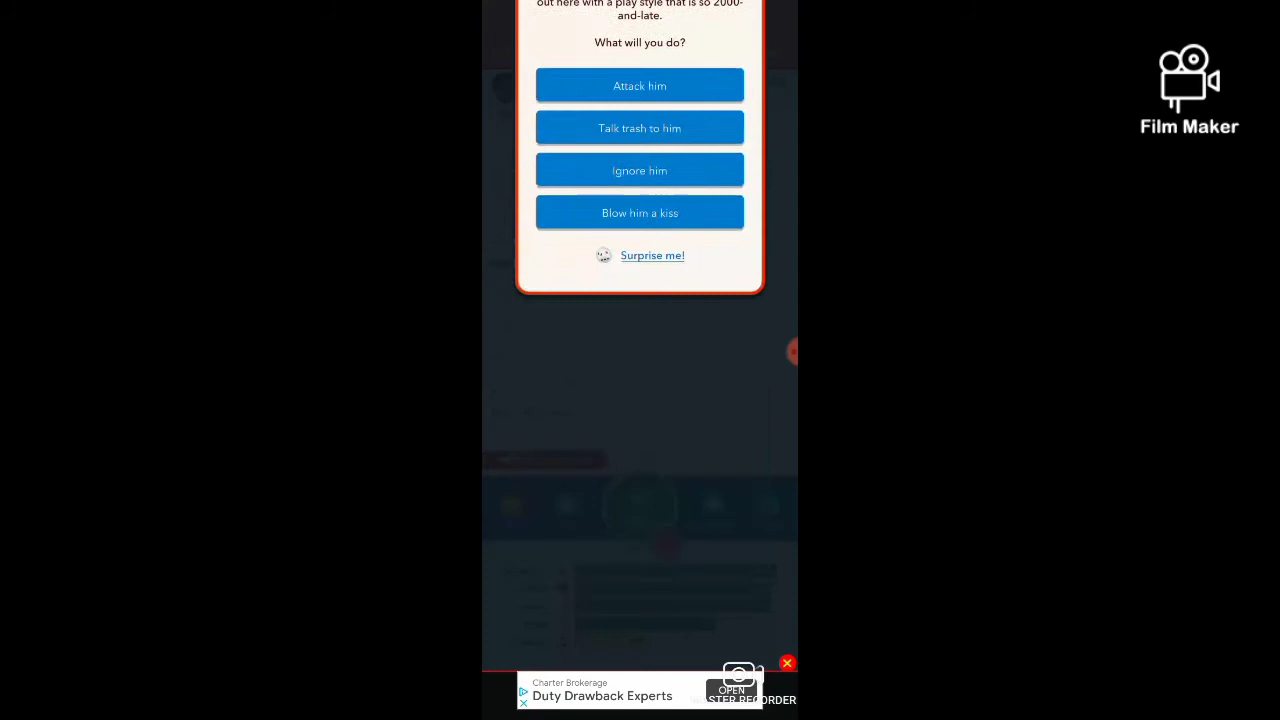 out here with a play style that is so 2000-
and-late.
What will you do?
Attack him
Talk trash to him
Ignore him
Blow him a kiss
Surprise me!
Film Maker
Charter Brokerage
Duty Drawback Experts
OPEN
STER RECORDER